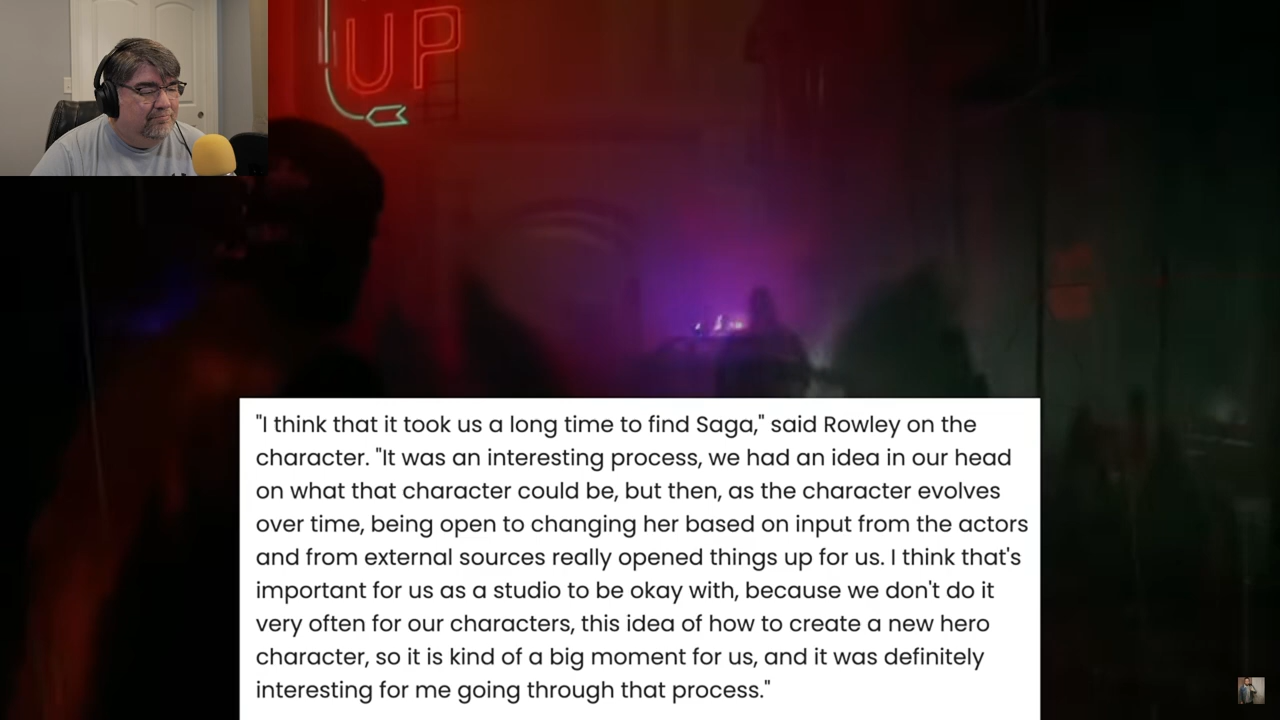 UP
"I think that it took us a long time to find Saga," said Rowley on the
character. "It was an interesting process, we had an idea in our head
on what that character could be, but then, as the character evolves
over time, being open to changing her based on input from the actors
and from external sources really opened things up for us. I think that's
important for us as a studio to be okay with, because we don't do it
very often for our characters, this idea of how to create a new hero
character, so it is kind of a big moment for us, and it was definitely
interesting for me going through that process."